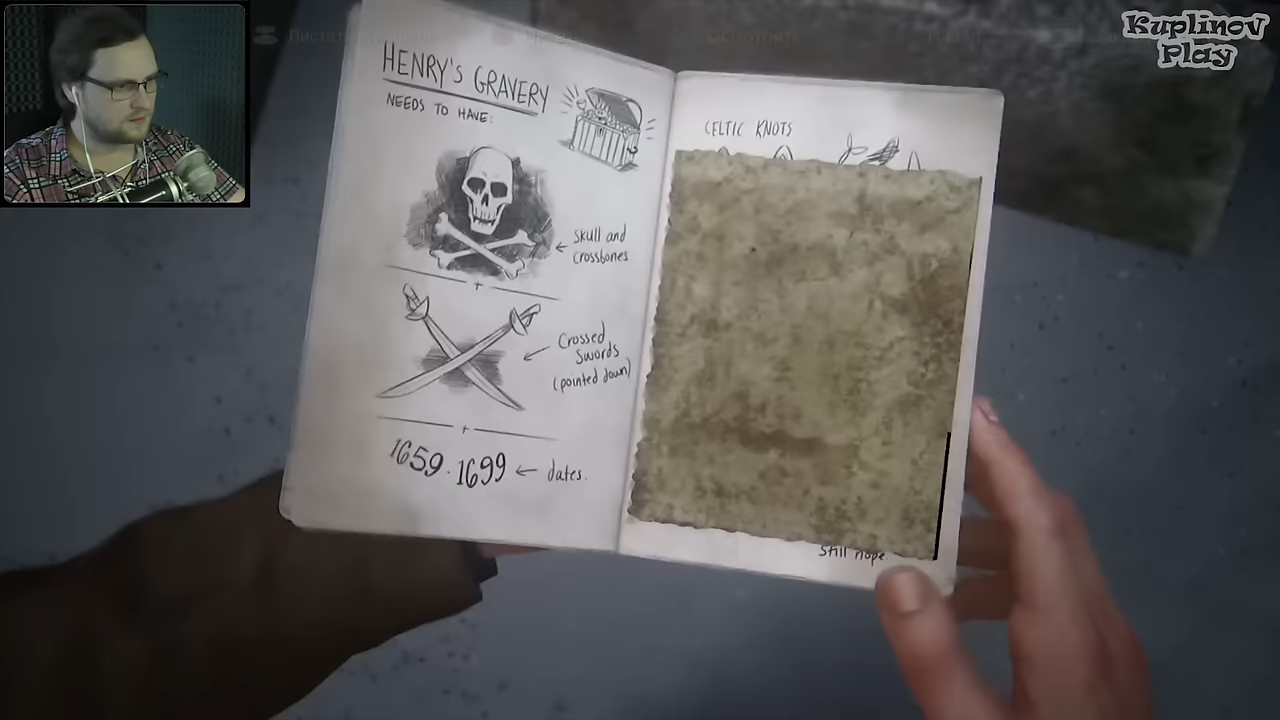 Kuplinov
Play
HENRY'S GRAVERY
NEEDS TO HAVE:
Skull and
crossbones
Crossed
Swords
(pointed down)
1659 · 1699 ← dates.
CELTIC KNOTS
Still nope.